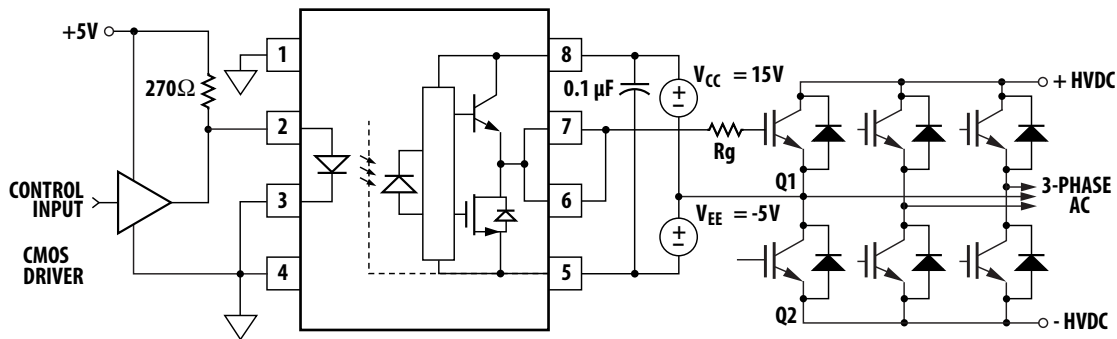 +5V
270Ω
CONTROL
INPUT
CMOS
DRIVER
1
2
3
4
8
7
6
5
0.1 µF
VCC = 15V
VEE = -5V
Rg
Q1
Q2
+ HVDC
3-PHASE
AC
- HVDC